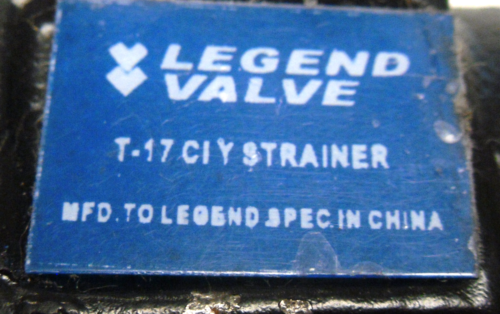 LEGEND
VALVE
T-17 CI Y STRAINER
MFD. TO LEGEND SPEC. IN CHINA